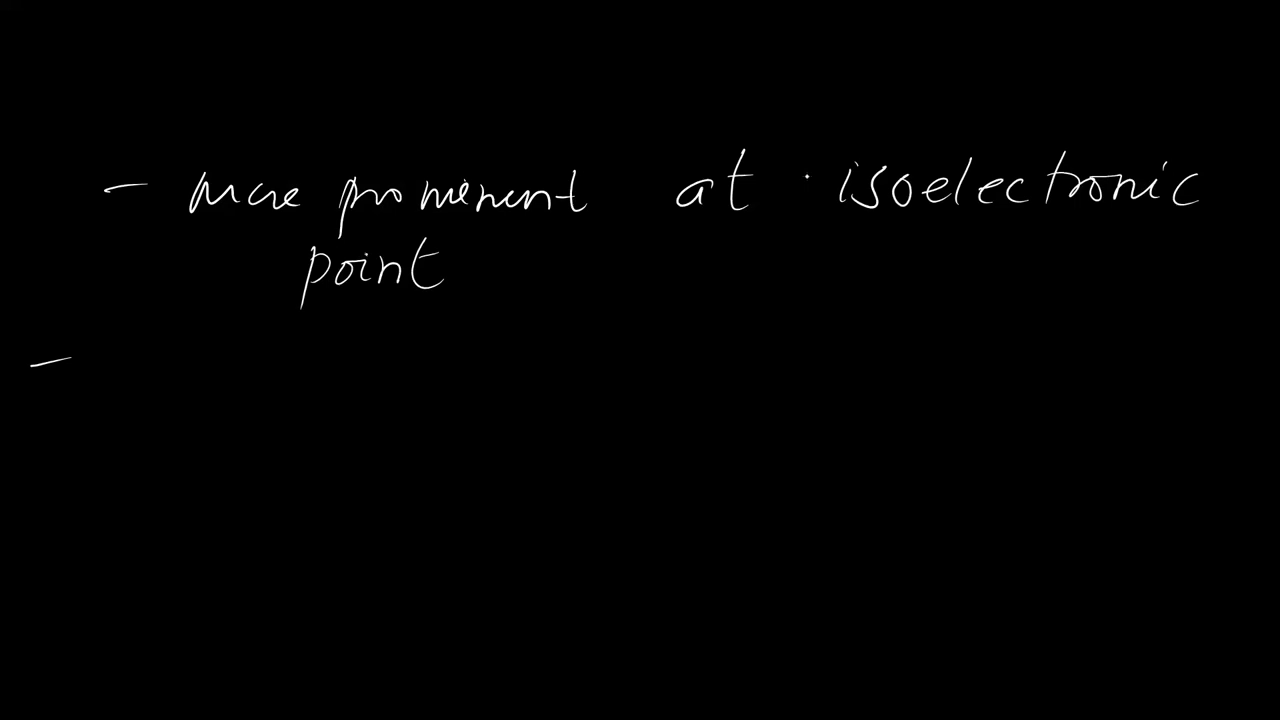 - more prominent at isoelectronic
point
-